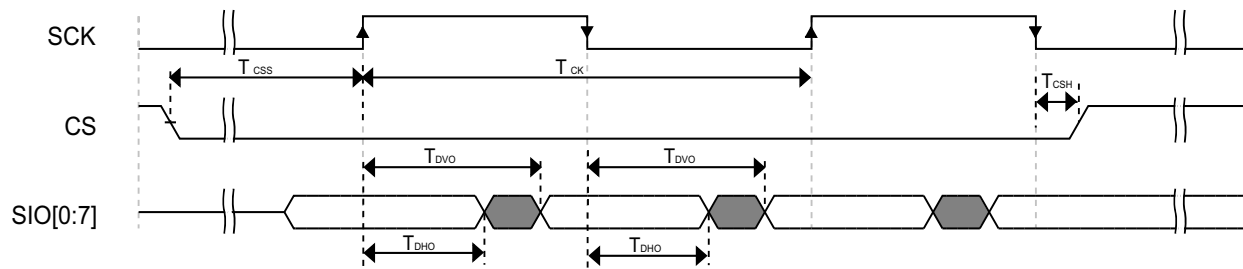 SCK
T CSS
T CK
T CSH
CS
T DVO
T DVO
SIO[0:7]
T DHO
T DHO